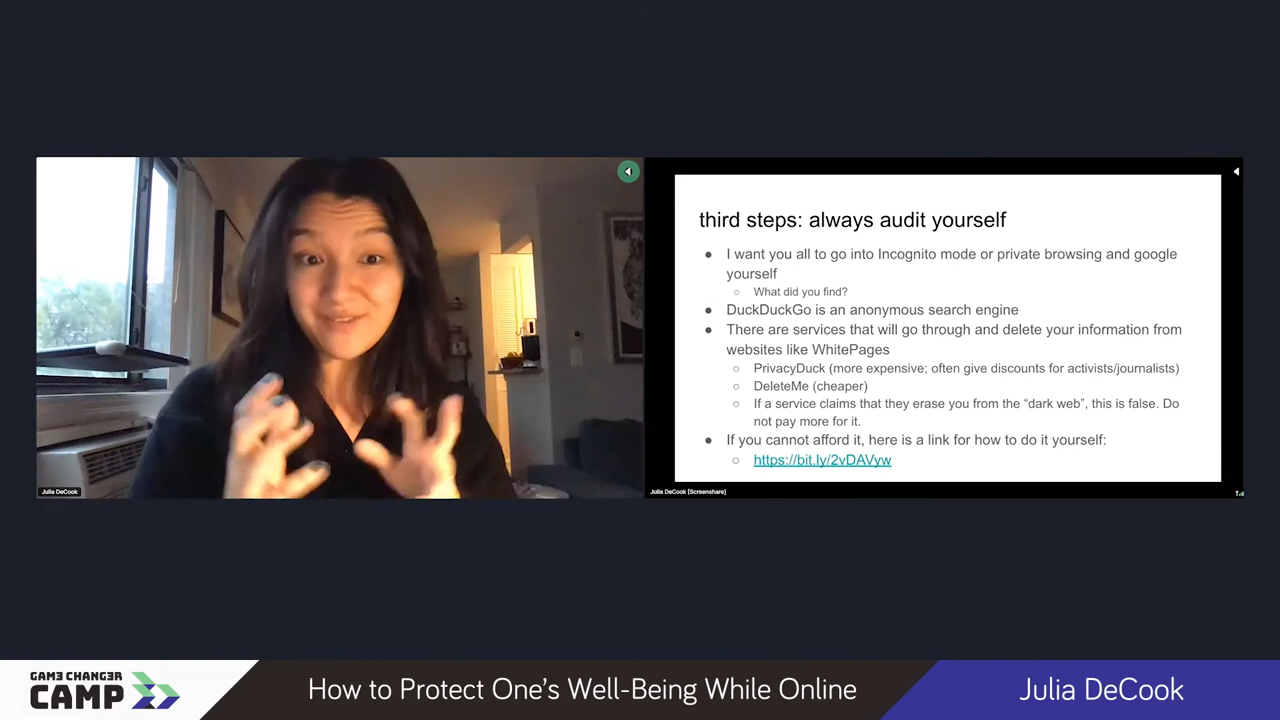 third steps: always audit yourself
● I want you all to go into Incognito mode or private browsing and google
yourself
○ What did you find?
● DuckDuckGo is an anonymous search engine
● There are services that will go through and delete your information from
websites like WhitePages
○ PrivacyDuck (more expensive; often give discounts for activists/journalists)
○ DeleteMe (cheaper)
○ If a service claims that they erase you from the “dark web”, this is false. Do
not pay more for it.
● If you cannot afford it, here is a link for how to do it yourself:
○ https://bit.ly/2vDAVyw
Julia DeCook
Julia DeCook [Screenshare]
GAME CHANGER
CAMP
How to Protect One’s Well-Being While Online
Julia DeCook